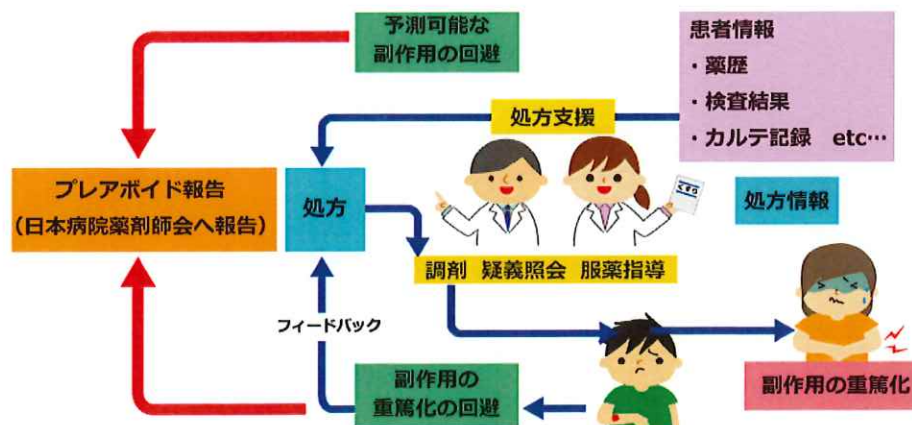 予測可能な
副作用の回避
患者情報
・薬歴
・検査結果
・カルテ記録 etc…
処方支援
プレアボイド報告
(日本病院薬剤師会へ報告)
処方
くすり
処方情報
調剤 疑義照会 服薬指導
フィードバック
副作用の
重篤化の回避
副作用の重篤化